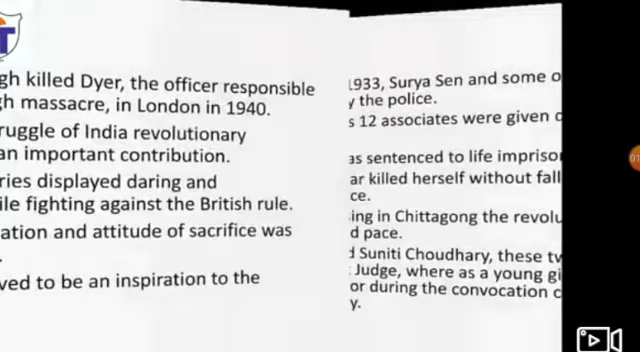 gh killed Dyer, the officer responsible
gh massacre, in London in 1940.
ruggle of India revolutionary
an important contribution.
ries displayed daring and
ile fighting against the British rule.
ation and attitude of sacrifice was
.
ved to be an inspiration to the
1933, Surya Sen and some o
y the police.
s 12 associates were given
as sentenced to life imprison
ar killed herself without fall
ce.
ing in Chittagong the revolu
d pace.
d Suniti Choudhary, these tw
: Judge, where as a young gi
or during the convocation c
y.